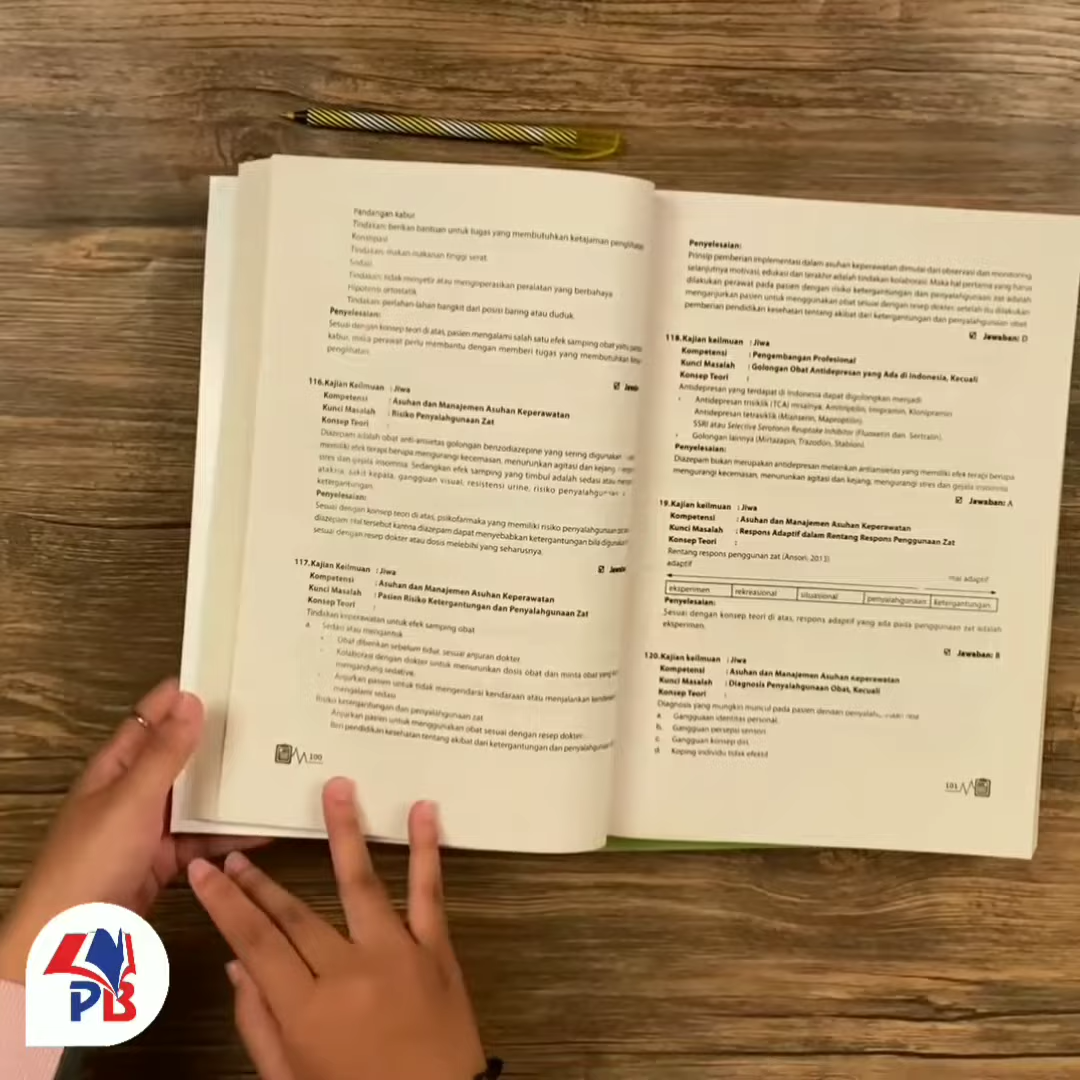 Pandangan kabur
Tindakan: berikan bantuan untuk tugas yang membutuhkan ketajaman penglihatan
Konstipasi
Tindakan: makan makanan tinggi serat.
Sedasi
Tindakan: tidak menyetir atau mengoperasikan peralatan yang berbahaya
Hipotensi ortostatik
Tindakan: perlahan-lahan bangkit dari posisi baring atau duduk.
Penyelesaian:
Sesuai dengan konsep teori di atas, pasien mengalami salah satu efek samping obat yaitu
kabur, maka perawat perlu membantu dengan memberi tugas yang membutuhkan
penglihatan.
116.Kajian Keilmuan : Jiwa
Kompetensi : Asuhan dan Manajemen Asuhan Keperawatan
Kunci Masalah : Risiko Penyalahgunaan Zat
Konsep Teori :
Diazepam adalah obat anti-ansietas golongan benzodiazepine yang sering digunakan
memiliki efek terapi berupa mengurangi kecemasan, menurunkan agitasi dan kejang,
stres dan gejala insomnia. Sedangkan efek samping yang timbul adalah sedasi atau
ataksia, sakit kepala, gangguan visual, resistensi urine, risiko penyalahgunaan
ketergantungan.
Penyelesaian:
Sesuai dengan konsep teori di atas, psikofarmaka yang memiliki risiko penyalahgunaan
diazepam. Hal tersebut karena diazepam dapat menyebabkan ketergantungan bila digunakan
sesuai dengan resep dokter atau dosis melebihi yang seharusnya.
117.Kajian Keilmuan : Jiwa
Kompetensi : Asuhan dan Manajemen Asuhan Keperawatan
Kunci Masalah : Pasien Risiko Ketergantungan dan Penyalahgunaan Zat
Konsep Teori :
Tindakan keperawatan untuk efek samping obat
A Sedasi atau mengantuk
Obat diberikan sebelum tidur, sesuai anjuran dokter.
Kolaborasi dengan dokter untuk menurunkan dosis obat dan minta obat yang
mengandung sedative.
Anjurkan pasien untuk tidak mengendarai kendaraan atau menjalankan
mengalami sedasi
Risiko ketergantungan dan penyalahgunaan zat
Anjurkan pasien untuk menggunakan obat sesuai dengan resep dokter.
Beri pendidikan kesehatan tentang akibat dari ketergantungan dan penyalahgunaan
100
Penyelesaian:
Prinsip pemberian implementasi dalam asuhan keperawatan dimulai dari observasi dan monitoring
selanjutnya motivasi, edukasi dan terakhir adalah tindakan kolaborasi. Maka hal pertama yang harus
dilakukan perawat pada pasien dengan risiko ketergantungan dan penyalahgunaan zat adalah
menganjurkan pasien untuk menggunakan obat sesuai dengan resep dokter, setelah itu dilakukan
pemberian pendidikan kesehatan tentang akibat dari ketergantungan dan penyalahgunaan obat.
Jawaban: D
118.Kajian keilmuan : Jiwa
Kompetensi : Pengembangan Profesional
Kunci Masalah : Golongan Obat Antidepresan yang Ada di Indonesia, Kecuali
Konsep Teori :
Antidepresan yang terdapat di Indonesia dapat digolongkan menjadi
Antidepresan trisiklik (TCA) misalnya: Amitriptilin, Imipramin, Klonipramin
Antidepresan tetrasiklik (Mianserin, Maprotilin)
SSRI atau Selective Serotonin Reuptake Inhibitor (Fluosetin dan Sertralin).
Golongan lainnya (Mirtazapin, Trazodon, Stablon).
Penyelesaian:
Diazepam bukan merupakan antidepresan melainkan antiansietas yang memiliki efek terapi berupa
mengurangi kecemasan, menurunkan agitasi dan kejang, mengurangi stres dan gejala insomnia
Jawaban: A
19.Kajian keilmuan : Jiwa
Kompetensi : Asuhan dan Manajemen Asuhan Keperawatan
Kunci Masalah : Respons Adaptif dalam Rentang Respons Penggunaan Zat
Konsep Teori :
Rentang respons penggunan zat (Ansori, 2013)
adaptif mal adaptif
eksperimen rekreasional situasional penyalahgunaan ketergantungan
Penyelesaian:
Sesuai dengan konsep teori di atas, respons adaptif yang ada pada penggunaan zat adalah
eksperimen.
Jawaban: B
120.Kajian keilmuan : Jiwa
Kompetensi : Asuhan dan Manajemen Asuhan keperawatan
Kunci Masalah : Diagnosis Penyalahgunaan Obat, Kecuali
Konsep Teori :
Diagnosis yang mungkin muncul pada pasien dengan
a. Gangguan identitas personal.
b. Gangguan persepsi sensori
c. Gangguan konsep diri.
d. Koping individu tidak efektif
101
PB